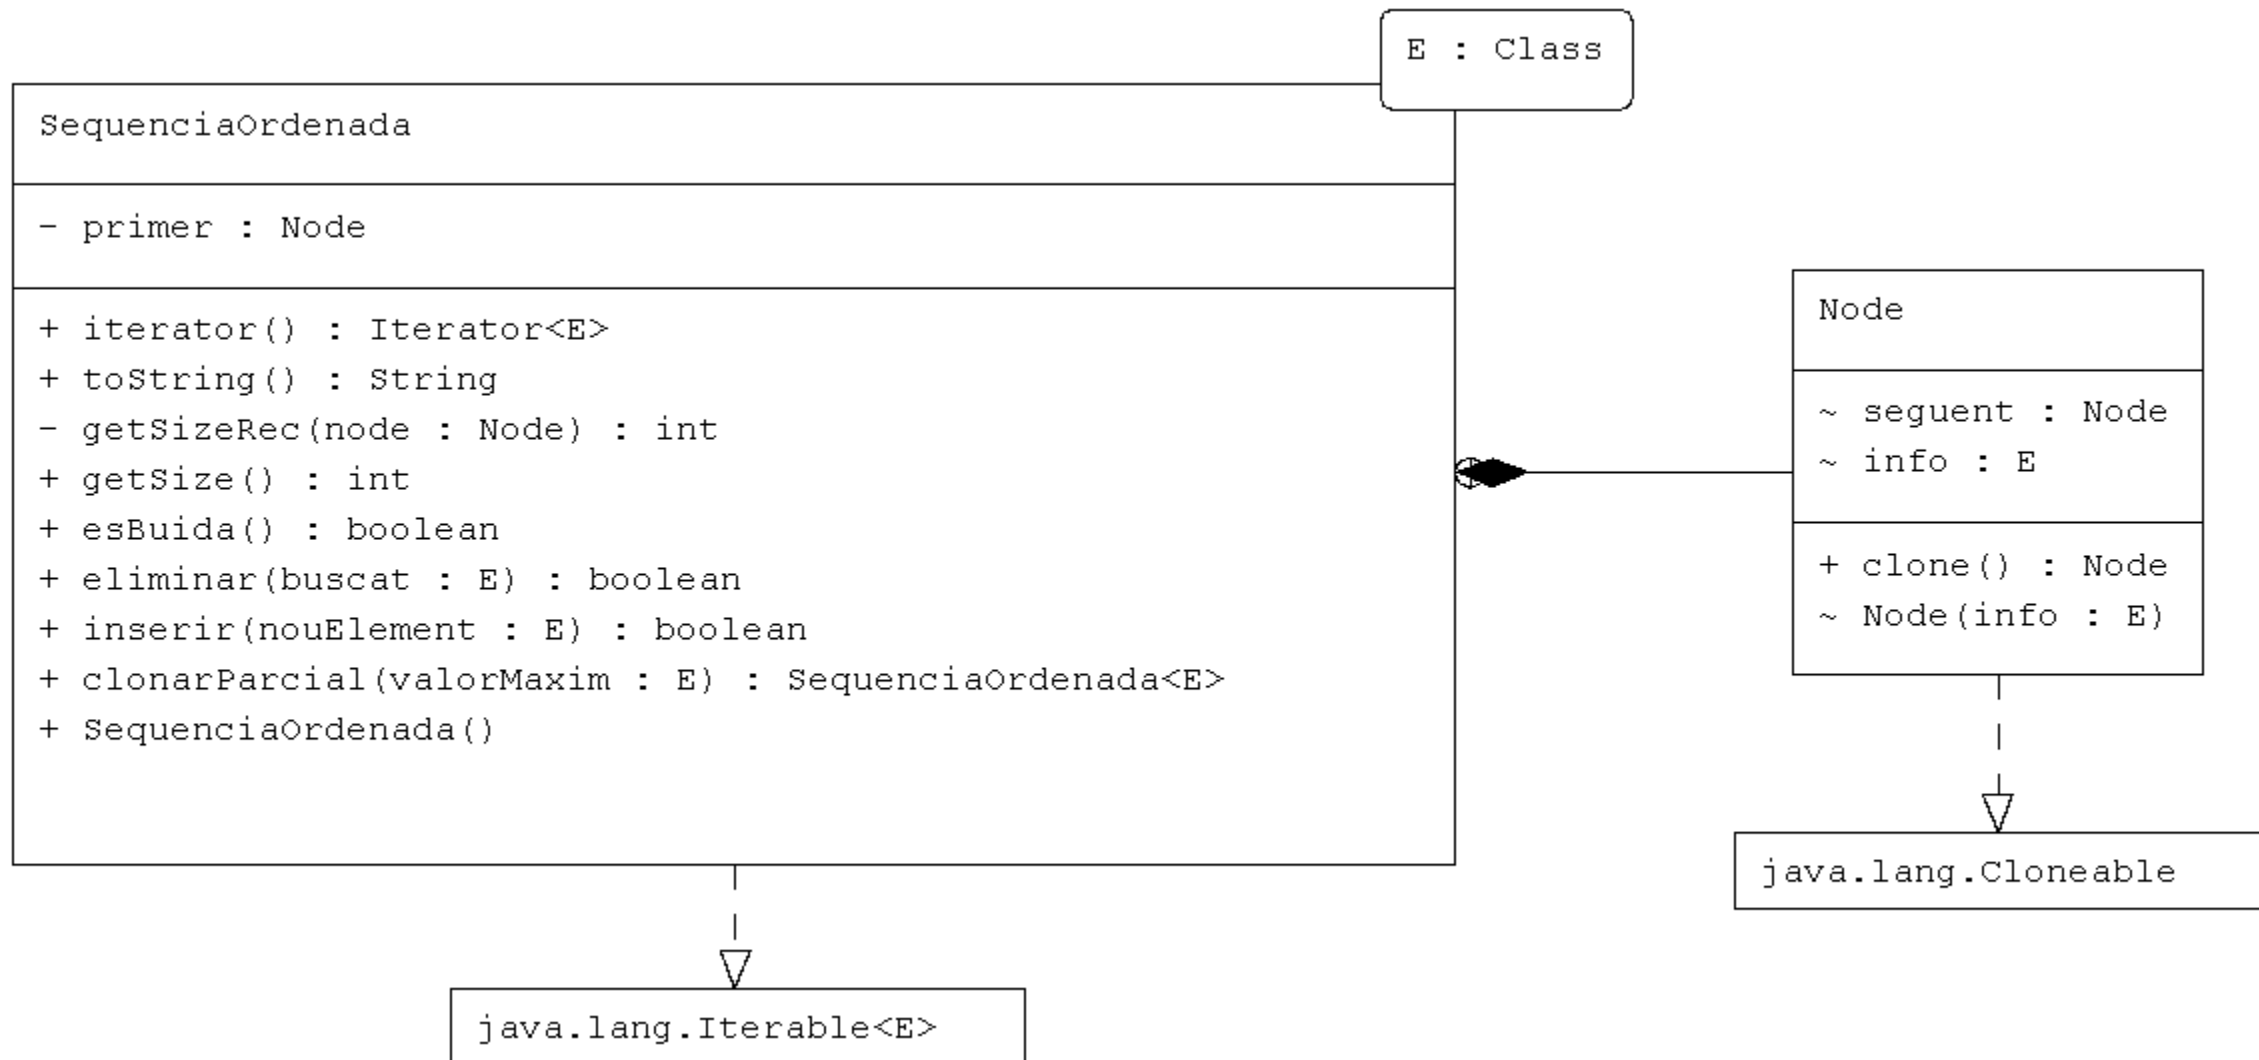 E : Class
SequenciaOrdenada
- primer : Node
+ iterator() : Iterator<E>
+ toString() : String
- getSizeRec(node : Node) : int
+ getSize() : int
+ esBuida() : boolean
+ eliminar(buscat : E) : boolean
+ inserir(nouElement : E) : boolean
+ clonarParcial(valorMaxim : E) : SequenciaOrdenada<E>
+ SequenciaOrdenada()
Node
~ seguent : Node
~ info : E
+ clone() : Node
~ Node(info : E)
java.lang.Cloneable
java.lang.Iterable<E>